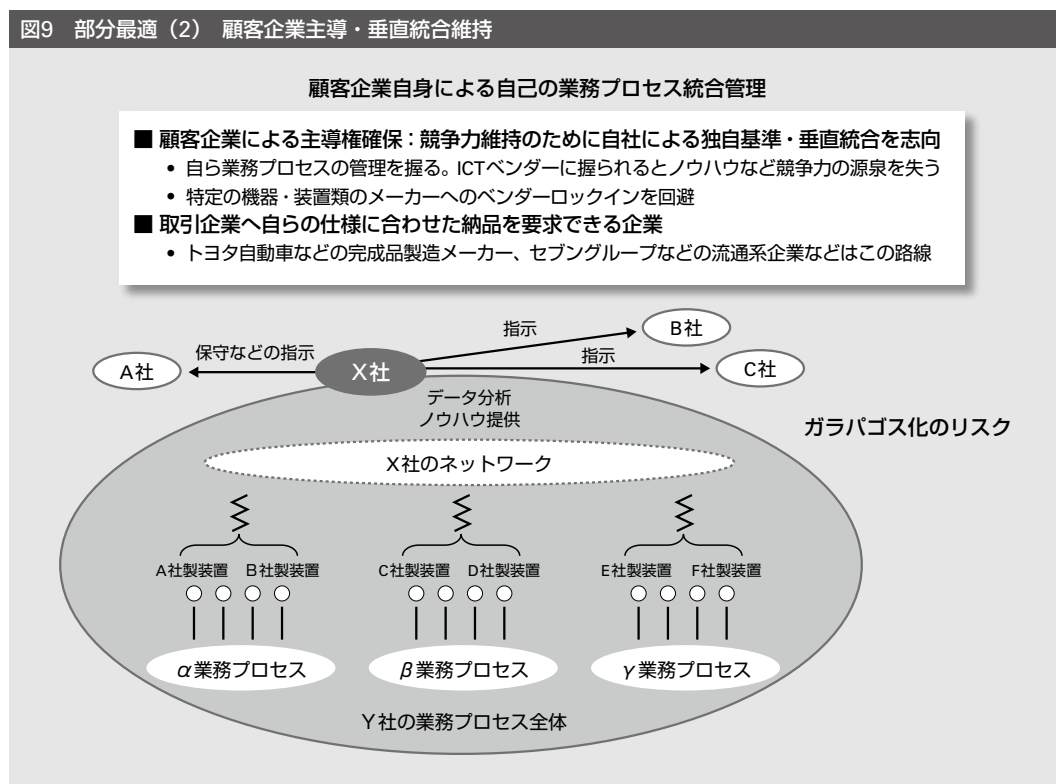 図9 部分最適(2) 顧客企業主導・垂直統合維持
顧客企業自身による自己の業務プロセス統合管理
■ 顧客企業による主導権確保:競争力維持のために自社による独自基準・垂直統合を志向
• 自ら業務プロセスの管理を握る。ICTベンダーに握られるとノウハウなど競争力の源泉を失う
• 特定の機器・装置類のメーカーへのベンダーロックインを回避
■ 取引企業へ自らの仕様に合わせた納品を要求できる企業
• トヨタ自動車などの完成品製造メーカー、セブングループなどの流通系企業などはこの路線
A社
保守などの指示
X社
指示
B社
指示
C社
データ分析
ノウハウ提供
ガラパゴス化のリスク
X社のネットワーク
A社製装置 B社製装置
C社製装置 D社製装置
E社製装置 F社製装置
α業務プロセス
β業務プロセス
γ業務プロセス
Y社の業務プロセス全体